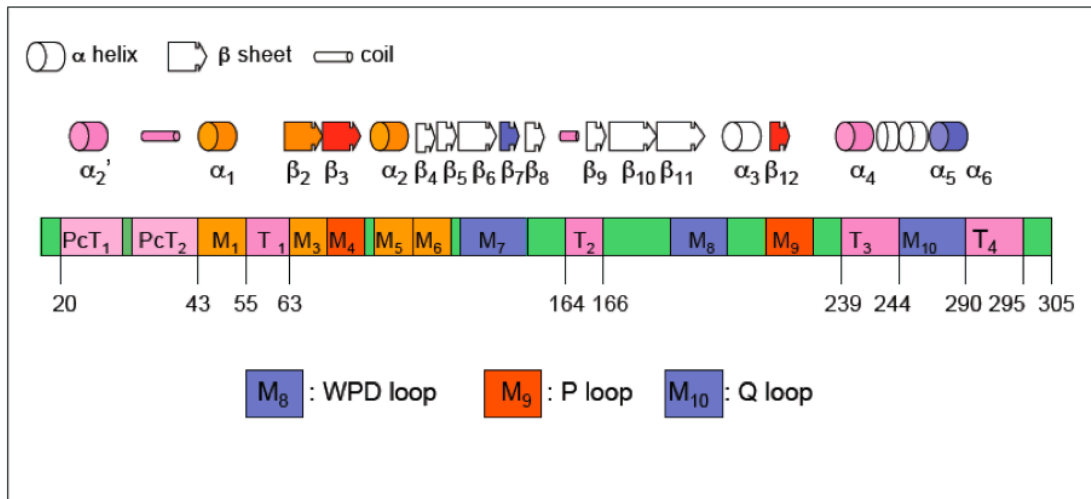 α helix β sheet coil
α₂' α₁ β₂ β₃ α₂ β₄ β₅ β₆ β₇ β₈ β₉ β₁₀ β₁₁ α₃ β₁₂ α₄ α₅ α₆
PcT₁ PcT₂ M₁ T₁ M₃ M₄ M₅ M₆ M₇ T₂ M₈ M₉ T₃ M₁₀ T₄
20 43 55 63 164 166 239 244 290 295 305
M₈ : WPD loop M₉ : P loop M₁₀ : Q loop